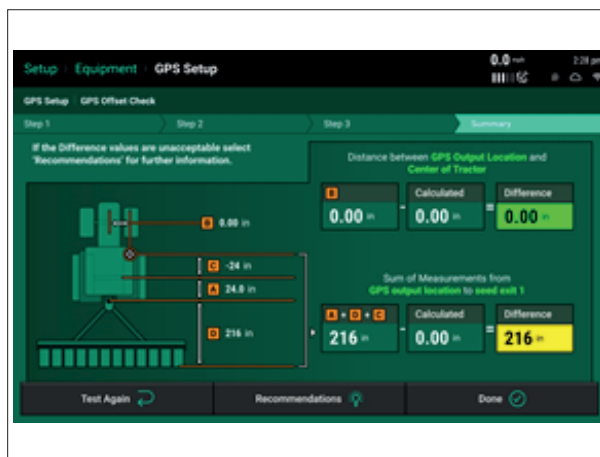 Setup Equipment GPS Setup
0.0 mph
2:28 pm
GPS Setup GPS Offset Check
Step 1 Step 2 Step 3 Summary
If the Difference values are unacceptable select
'Recommendations' for further information.
B 0.00 in
C -24 in
A 24.0 in
D 216 in
Distance between GPS Output Location and
Center of Tractor
B Calculated Difference
0.00 in - 0.00 in = 0.00 in
Sum of Measurements from
GPS output location to seed exit 1
A + D + C Calculated Difference
216 in - 0.00 in = 216 in
Test Again Recommendations Done